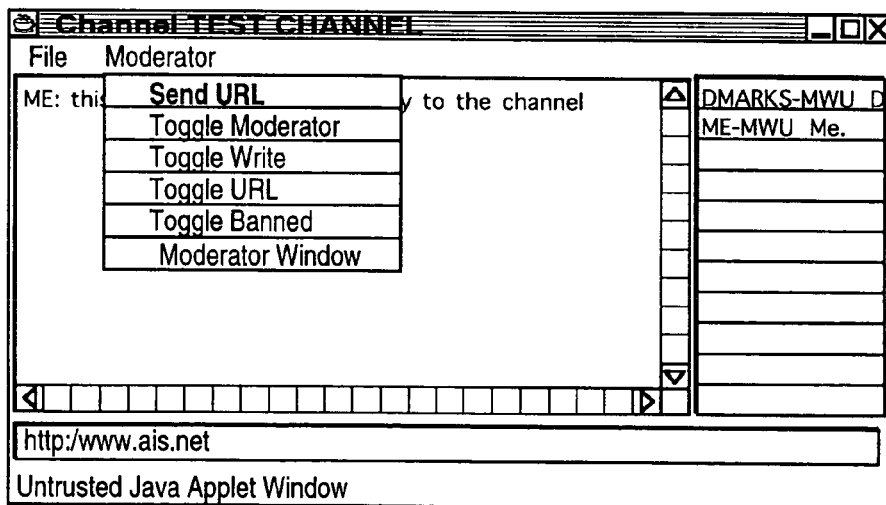 Channel TEST CHANNEL
File Moderator
ME: thi y to the channel
Send URL
Toggle Moderator
Toggle Write
Toggle URL
Toggle Banned
Moderator Window
DMARKS-MWU D
ME-MWU Me.
http:/www.ais.net
Untrusted Java Applet Window